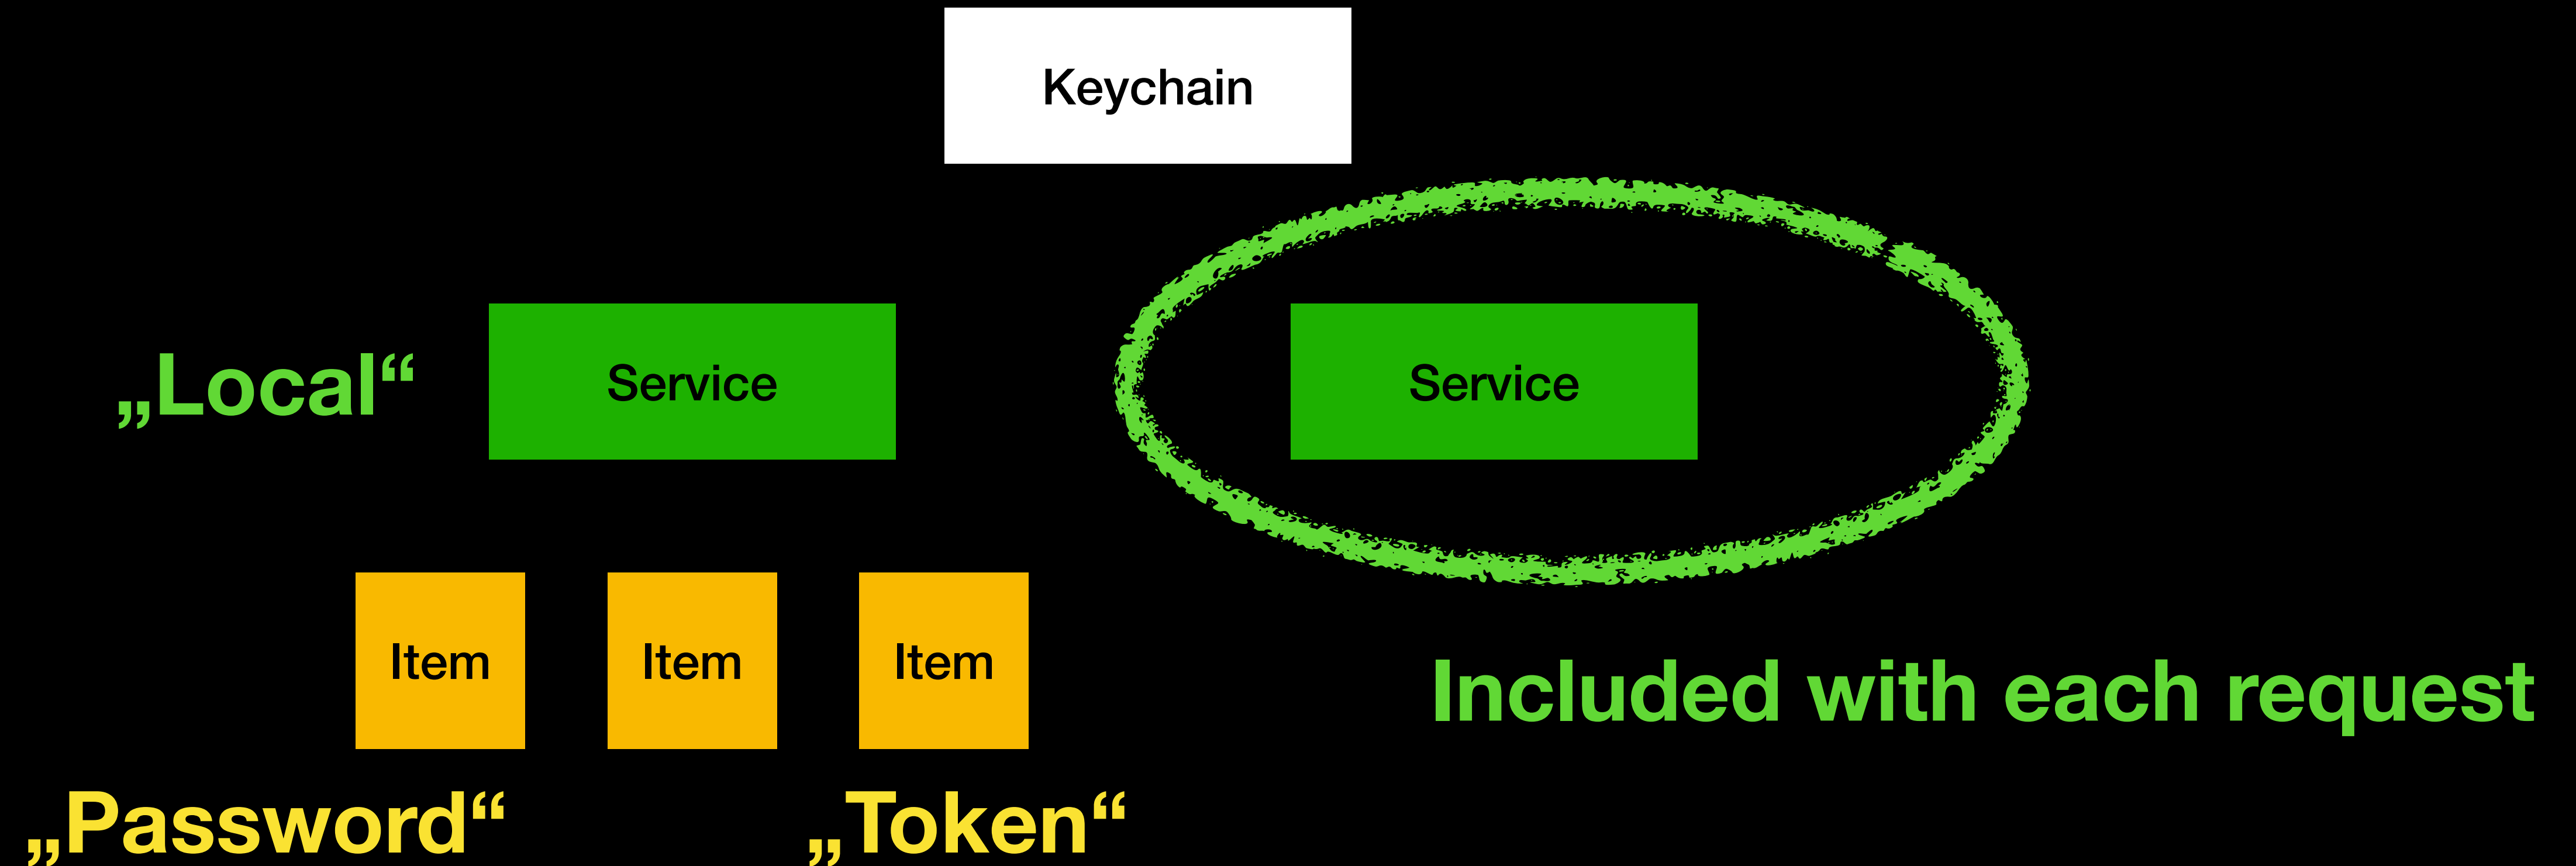 Keychain
„Local“
Service
Service
Item
Item
Item
Included with each request
„Password“
„Token“